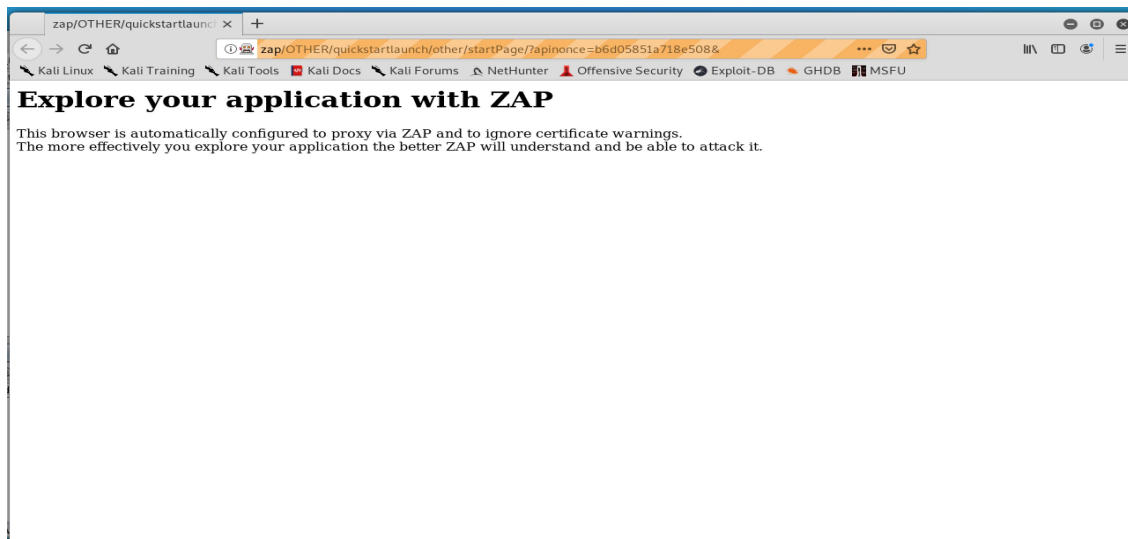 zap/OTHER/quickstartlaunch
zap/OTHER/quickstartlaunch/other/startPage/?apinonce=b6d05851a718e508&
Kali Linux Kali Training Kali Tools Kali Docs Kali Forums NetHunter Offensive Security Exploit-DB GHDB MSFU
Explore your application with ZAP
This browser is automatically configured to proxy via ZAP and to ignore certificate warnings.
The more effectively you explore your application the better ZAP will understand and be able to attack it.